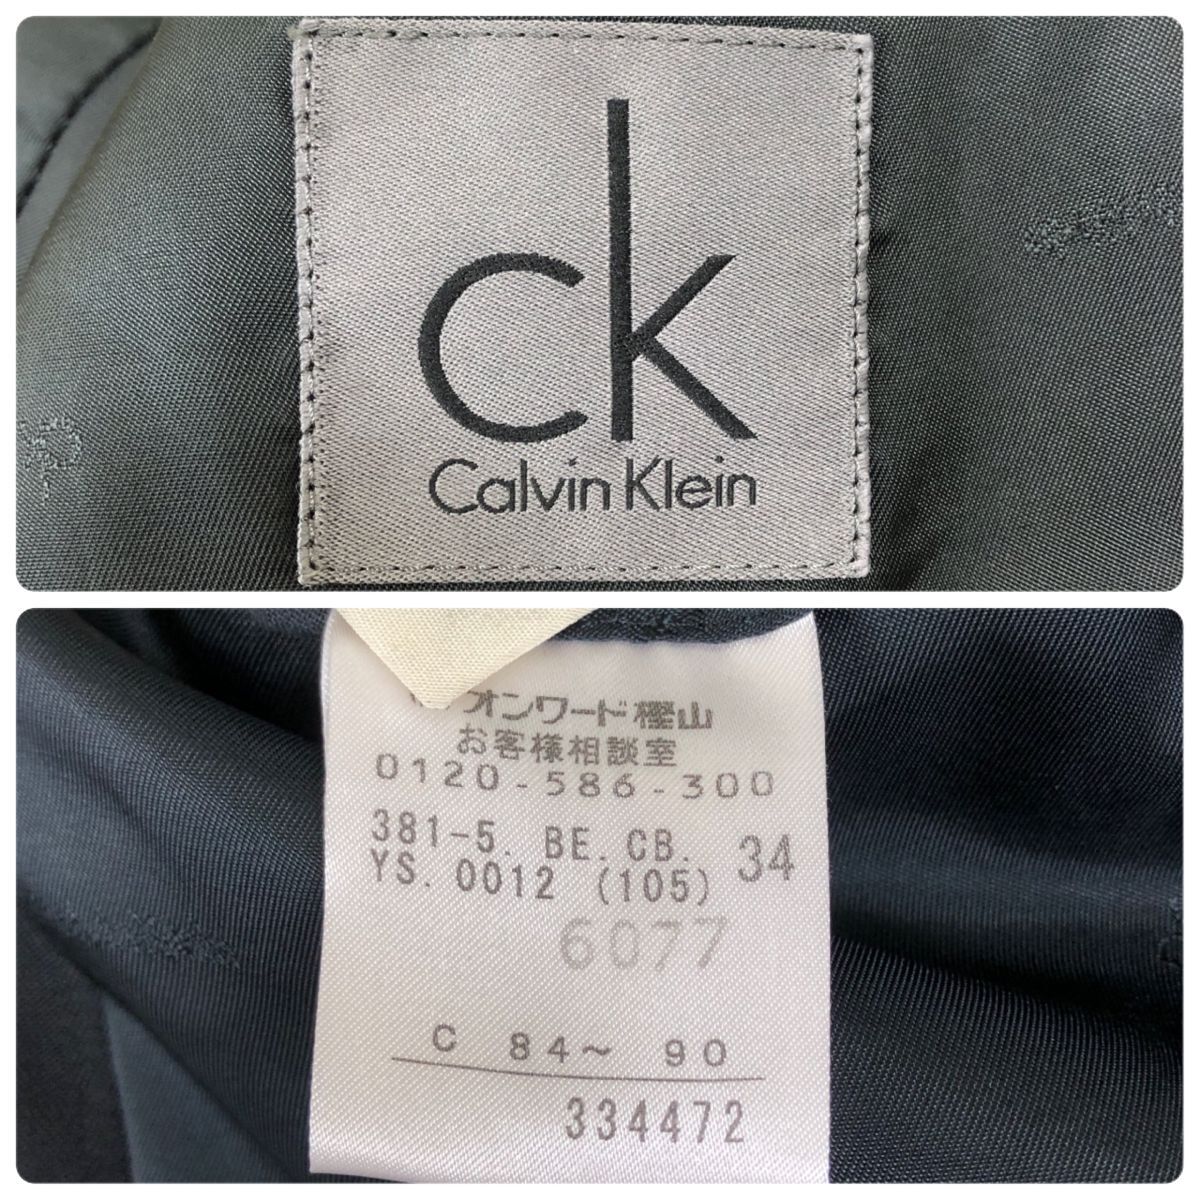 ck
Calvin Klein
オンワード樫山
お客様相談室
0120-586-300
381-5. BE.CB. 34
YS. 0012 (105)
6077
C 84~ 90
334472